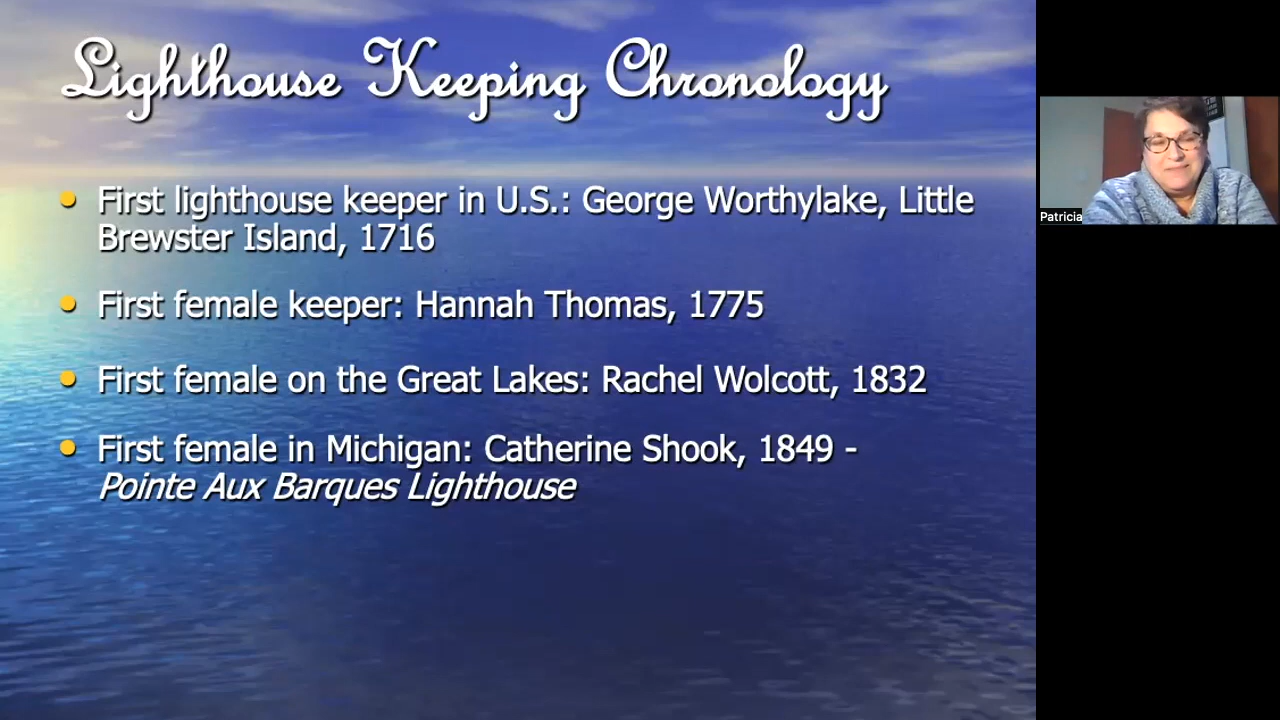 Lighthouse Keeping Chronology
First lighthouse keeper in U.S.: George Worthylake, Little
Brewster Island, 1716
First female keeper: Hannah Thomas, 1775
First female on the Great Lakes: Rachel Wolcott, 1832
First female in Michigan: Catherine Shook, 1849 -
Pointe Aux Barques Lighthouse
Patricia